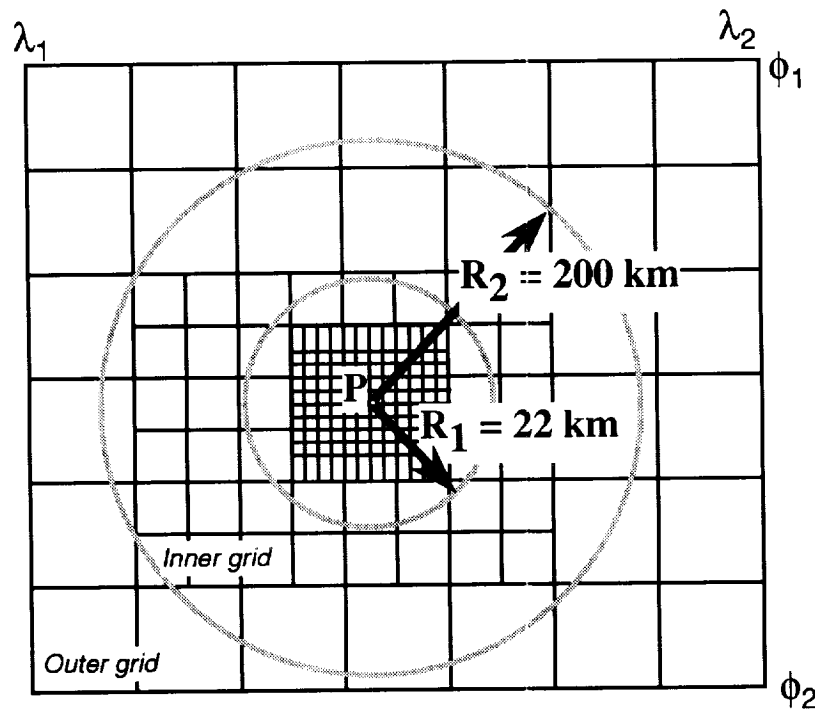 λ₁
λ₂
ϕ₁
R₂ = 200 km
P
R₁ = 22 km
Inner grid
Outer grid
ϕ₂